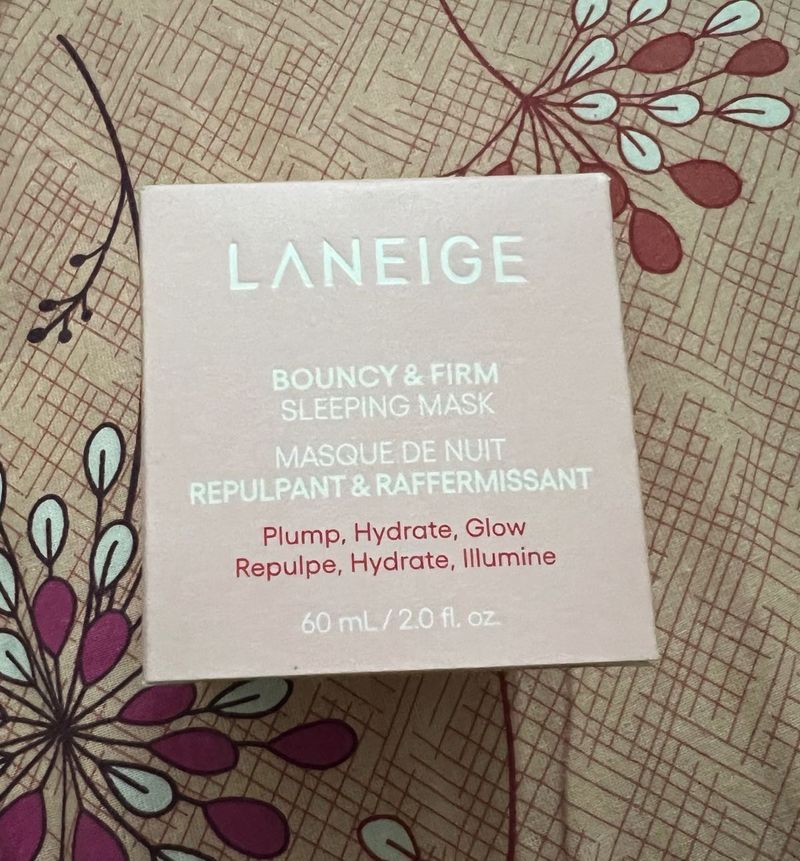 LANEIGE
BOUNCY & FIRM
SLEEPING MASK
MASQUE DE NUIT
REPULPANT & RAFFERMISSANT
Plump, Hydrate, Glow
Repulpe, Hydrate, Illumine
60 mL / 2.0 fl. oz.